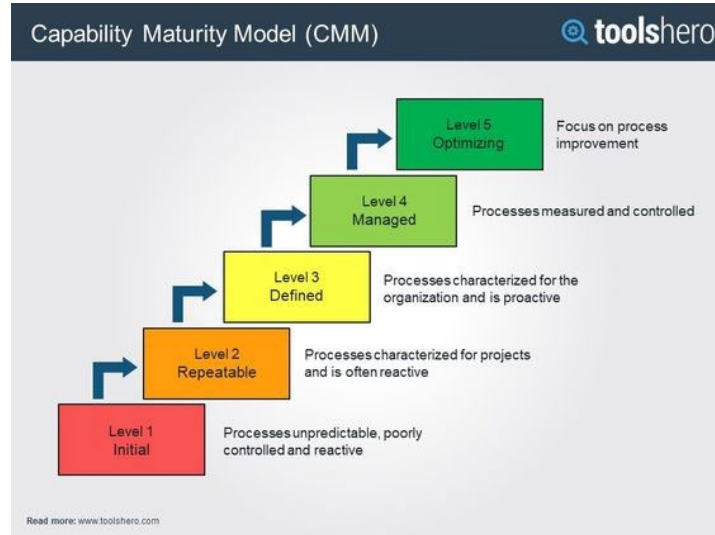 Capability Maturity Model (CMM)
toolshero
Level 5
Optimizing
Focus on process
improvement
Level 4
Managed
Processes measured and controlled
Level 3
Defined
Processes characterized for the
organization and is proactive
Level 2
Repeatable
Processes characterized for projects
and is often reactive
Level 1
Initial
Processes unpredictable, poorly
controlled and reactive
Read more: www.toolshero.com